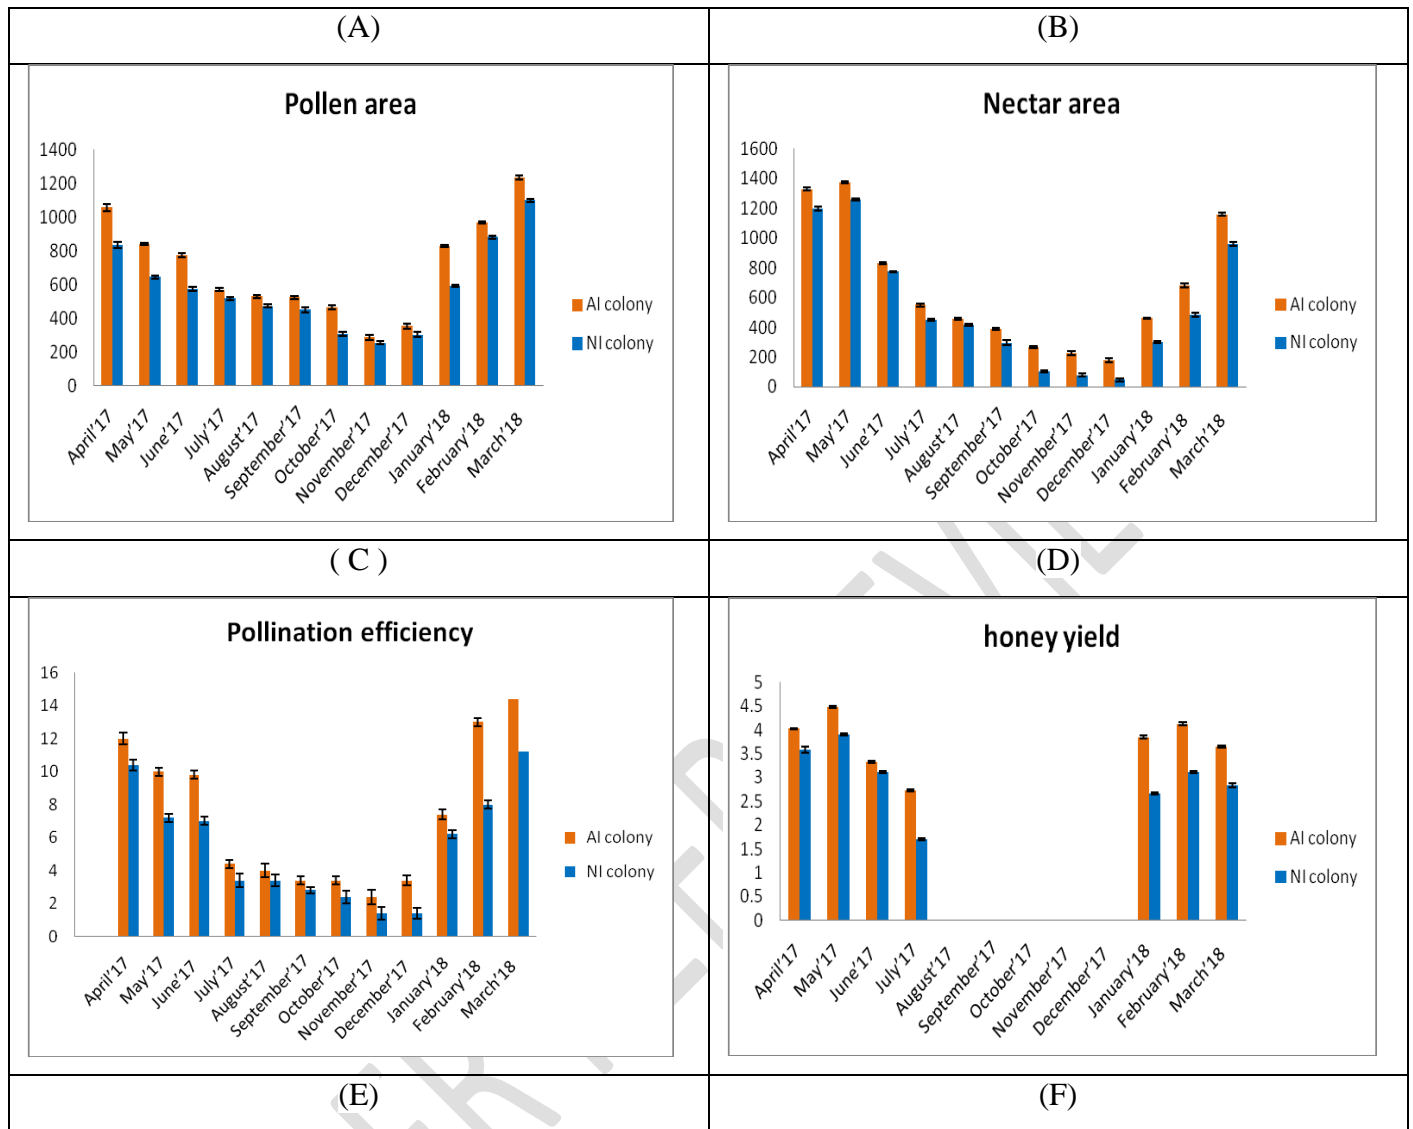 (A)
(B)
Pollen area
1400
1200
1000
800
600
400
200
0
April'17
May'17
June'17
July'17
August'17
September'17
October'17
November'17
December'17
January'18
February'18
March'18
AI colony
NI colony
Nectar area
1600
1400
1200
1000
800
600
400
200
0
April'17
May'17
June'17
July'17
August'17
September'17
October'17
November'17
December'17
January'18
February'18
March'18
AI colony
NI colony
( C )
(D)
Pollination efficiency
16
14
12
10
8
6
4
2
0
April'17
May'17
June'17
July'17
August'17
September'17
October'17
November'17
December'17
January'18
February'18
March'18
AI colony
NI colony
honey yield
5
4.5
4
3.5
3
2.5
2
1.5
1
0.5
0
April'17
May'17
June'17
July'17
August'17
September'17
October'17
November'17
December'17
January'18
February'18
March'18
AI colony
NI colony
(E)
(F)